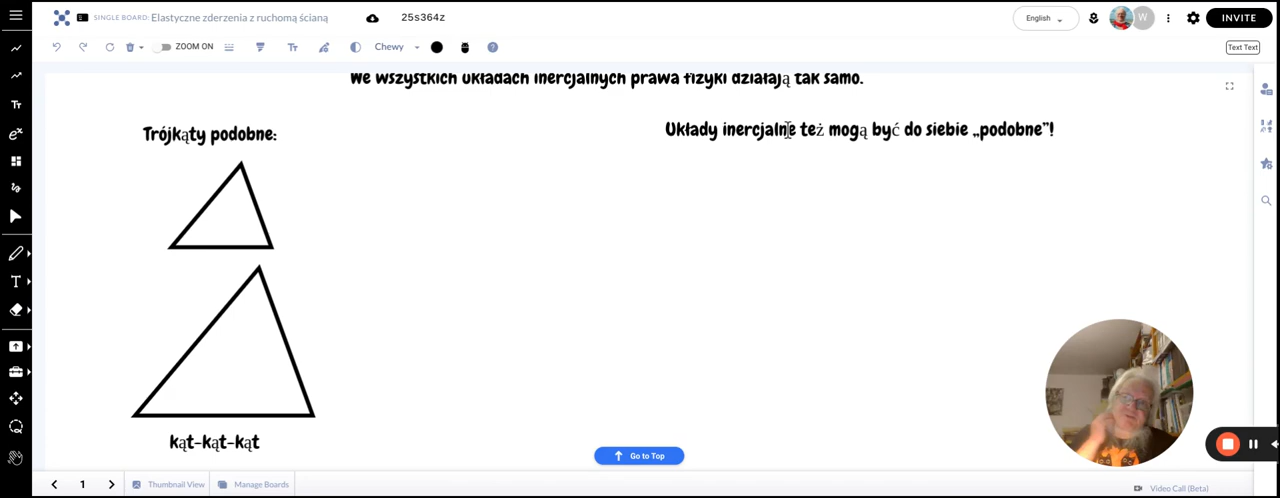 SINGLE BOARD: Elastyczne zderzenia z ruchomą ścianą
25s364z
English
W
INVITE
ZOOM ON
Tт
Chewy
Text Text
We wszystkich układach inercjalnych prawa fizyki działają tak samo.
Trójkąty podobne:
Układy inercjalne też mogą być do siebie „podobne”!
kąt-kąt-kąt
Go to Top
1
Thumbnail View
Manage Boards
Video Call (Beta)